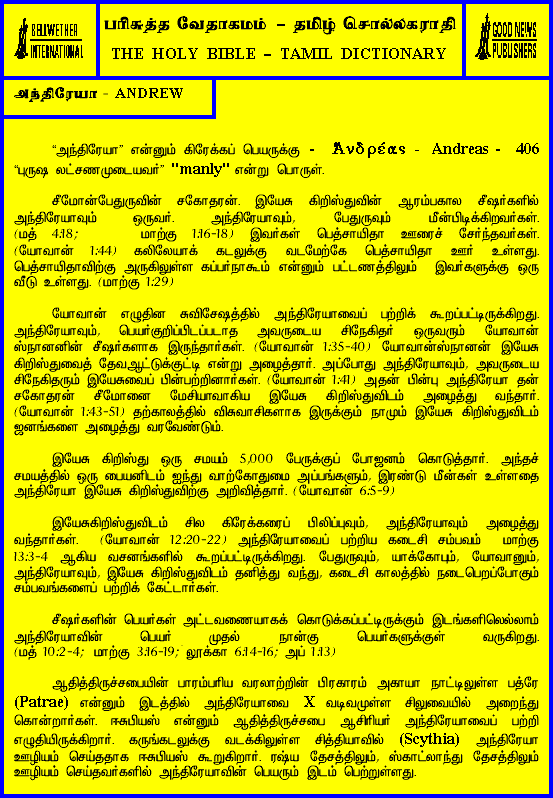 BELLWETHER
INTERNATIONAL
பரிசுத்த வேதாகமம் – தமிழ் சொல்லகராதி
THE HOLY BIBLE – TAMIL DICTIONARY
GOOD NEWS
PUBLISHERS
அந்திரேயா - ANDREW
“அந்திரேயா” என்னும் கிரேக்கப் பெயருக்கு - Ἀνδρέας - Andreas - 406
“புருஷ லட்சணமுடையவர்” "manly" என்று பொருள்.
சீமோன்பேதுருவின் சகோதரன். இயேசு கிறிஸ்துவின் ஆரம்பகால சீஷர்களில்
அந்திரேயாவும் ஒருவர். அந்திரேயாவும், பேதுருவும் மீன்பிடிக்கிறவர்கள்.
(மத் 4:18; மாற்கு 1:16-18) இவர்கள் பெத்சாயிதா ஊரைச் சேர்ந்தவர்கள்.
(யோவான் 1:44) கலிலேயாக் கடலுக்கு வடமேற்கே பெத்சாயிதா ஊர் உள்ளது.
பெத்சாயிதாவிற்கு அருகிலுள்ள கப்பர்நாகூம் என்னும் பட்டணத்திலும் இவர்களுக்கு ஒரு
வீடு உள்ளது. (மாற்கு 1:29)
யோவான் எழுதின சுவிசேஷத்தில் அந்திரேயாவைப் பற்றிக் கூறப்பட்டிருக்கிறது.
அந்திரேயாவும், பெயர்குறிப்பிடப்படாத அவருடைய சிநேகிதர் ஒருவரும் யோவான்
ஸ்நானனின் சீஷர்களாக இருந்தார்கள். (யோவான் 1:35-40) யோவான்ஸ்நானன் இயேசு
கிறிஸ்துவைத் தேவஆட்டுக்குட்டி என்று அழைத்தார். அப்போது அந்திரேயாவும், அவருடைய
சிநேகிதரும் இயேசுவைப் பின்பற்றினார்கள். (யோவான் 1:41) அதன் பின்பு அந்திரேயா தன்
சகோதரன் சீமோனை மேசியாவாகிய இயேசு கிறிஸ்துவிடம் அழைத்து வந்தார்.
(யோவான் 1:43-51) தற்காலத்தில் விசுவாசிகளாக இருக்கும் நாமும் இயேசு கிறிஸ்துவிடம்
ஜனங்களை அழைத்து வரவேண்டும்.
இயேசு கிறிஸ்து ஒரு சமயம் 5,000 பேருக்குப் போஜனம் கொடுத்தார். அந்தச்
சமயத்தில் ஒரு பையனிடம் ஐந்து வாற்கோதுமை அப்பங்களும், இரண்டு மீன்கள் உள்ளதை
அந்திரேயா இயேசு கிறிஸ்துவிற்கு அறிவித்தார். (யோவான் 6:5-9)
இயேசுகிறிஸ்துவிடம் சில கிரேக்கரைப் பிலிப்புவும், அந்திரேயாவும் அழைத்து
வந்தார்கள். (யோவான் 12:20-22) அந்திரேயாவைப் பற்றிய கடைசி சம்பவம் மாற்கு
13:3-4 ஆகிய வசனங்களில் கூறப்பட்டிருக்கிறது. பேதுருவும், யாக்கோபும், யோவானும்,
அந்திரேயாவும், இயேசு கிறிஸ்துவிடம் தனித்து வந்து, கடைசி காலத்தில் நடைபெறப்போகும்
சம்பவங்களைப் பற்றிக் கேட்டார்கள்.
சீஷர்களின் பெயர்கள் அட்டவணையாகக் கொடுக்கப்பட்டிருக்கும் இடங்களிலெல்லாம்
அந்திரேயாவின் பெயர் முதல் நான்கு பெயர்களுக்குள் வருகிறது.
(மத் 10:2-4; மாற்கு 3:16-19; லூக்கா 6:14-16; அப் 1:13)
ஆதித்திருச்சபையின் பாரம்பரிய வரலாற்றின் பிரகாரம் அகாயா நாட்டிலுள்ள பத்ரே
(Patrae) என்னும் இடத்தில் அந்திரேயாவை X வடிவமுள்ள சிலுவையில் அறைந்து
கொன்றார்கள். ஈசுபியஸ் என்னும் ஆதித்திருச்சபை ஆசிரியர் அந்திரேயாவைப் பற்றி
எழுதியிருக்கிறார். கருங்கடலுக்கு வடக்கிலுள்ள சித்தியாவில் (Scythia) அந்திரேயா
ஊழியம் செய்ததாக ஈசுபியஸ் கூறுகிறார். ரஷ்ய தேசத்திலும், ஸ்காட்லாந்து தேசத்திலும்
ஊழியம் செய்தவர்களில் அந்திரேயாவின் பெயரும் இடம் பெற்றுள்ளது.